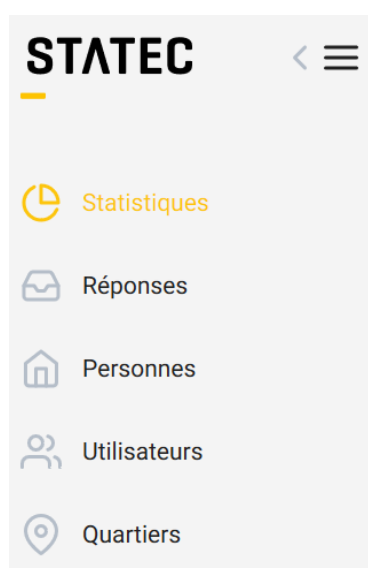 STATEC
Statistiques
Réponses
Personnes
Utilisateurs
Quartiers